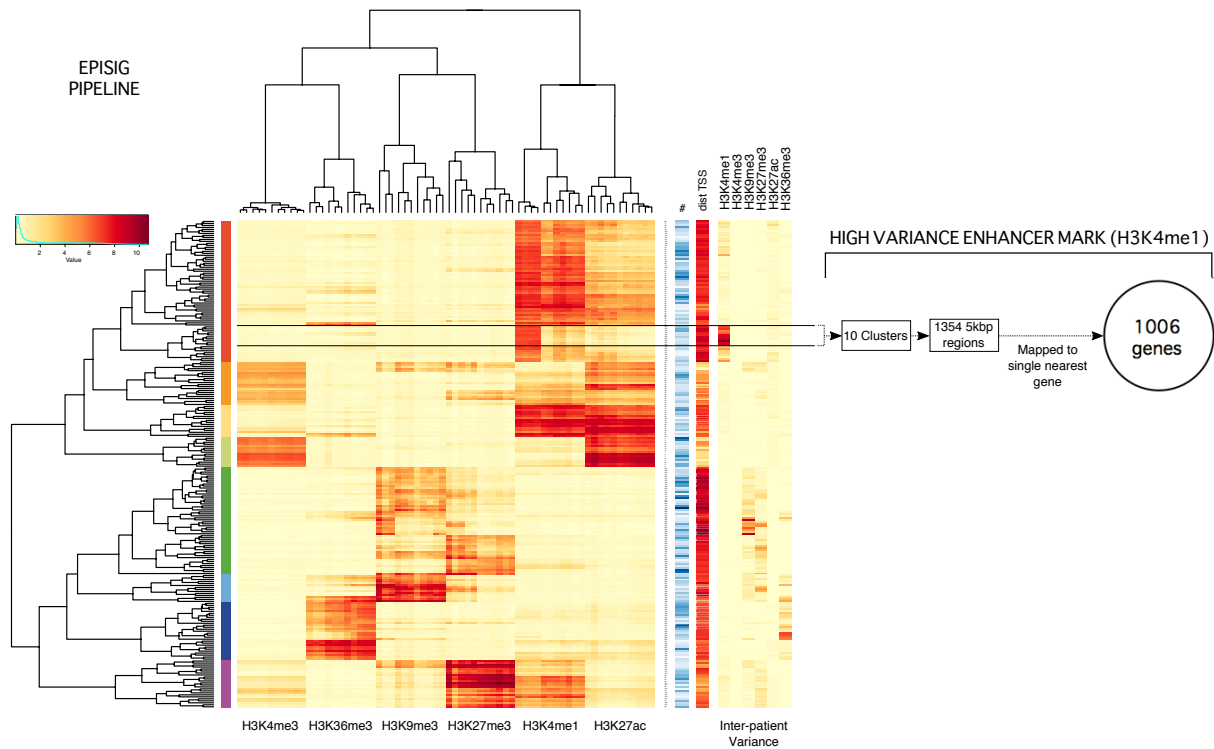 EPISIG
PIPELINE
2 4 6 8 10
Value
#
dist TSS
H3K4me1
H3K4me3
H3K9me3
H3K27me3
H3K27ac
H3K36me3
HIGH VARIANCE ENHANCER MARK (H3K4me1)
10 Clusters
1354 5kbp
regions
Mapped to
single nearest
gene
1006
genes
H3K4me3 H3K36me3 H3K9me3 H3K27me3 H3K4me1 H3K27ac
Inter-patient
Variance